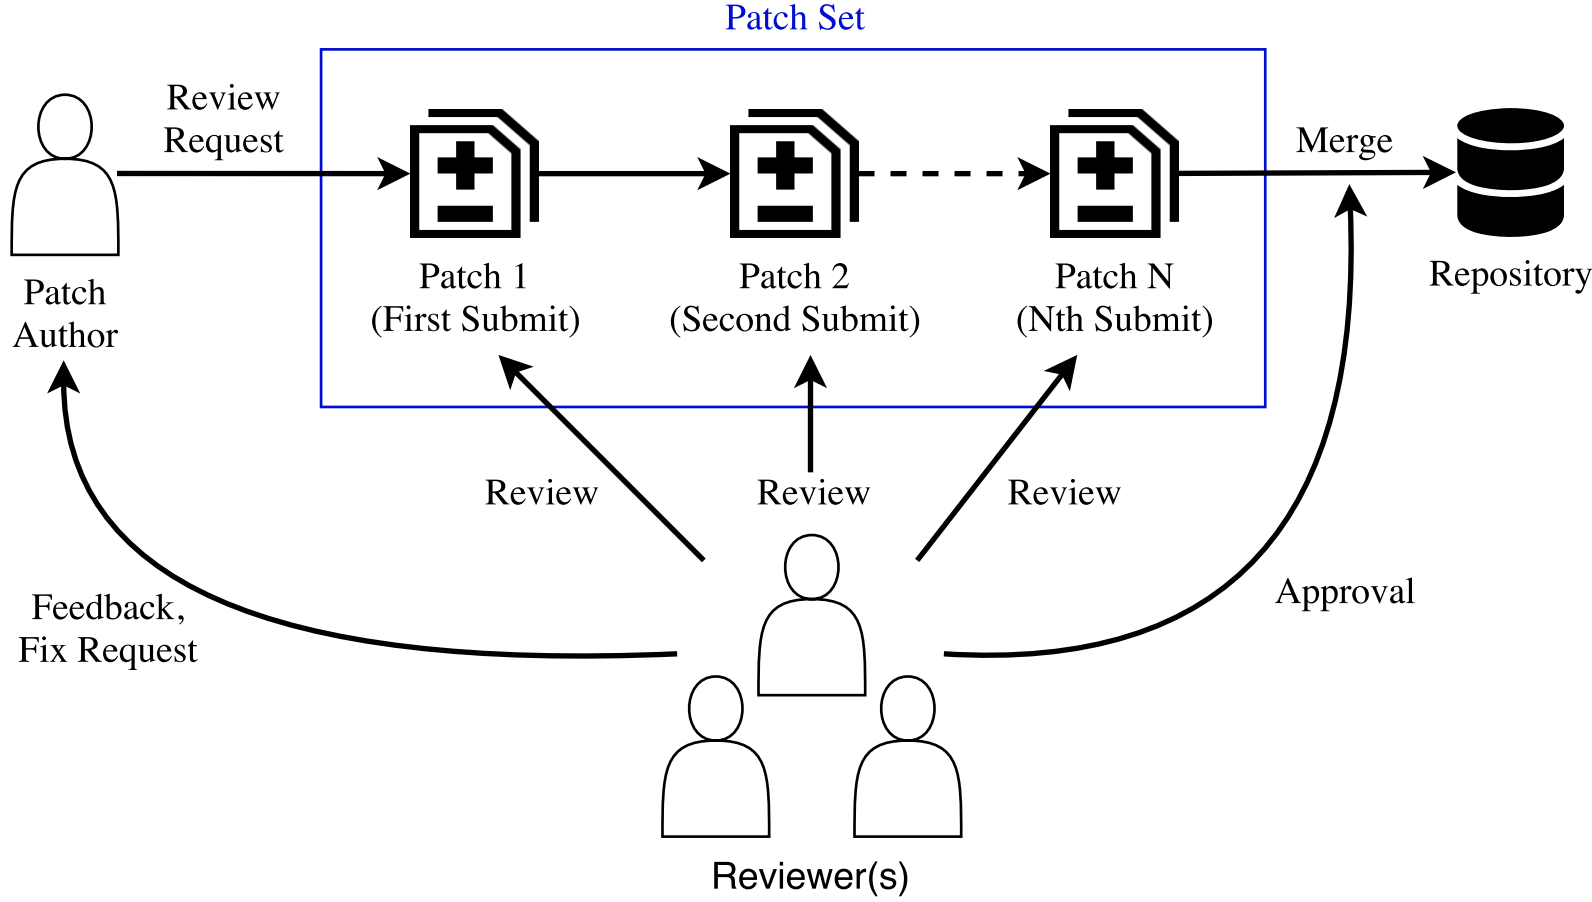 Patch Set
Review
Request
Merge
Patch 1
(First Submit)
Patch 2
(Second Submit)
Patch N
(Nth Submit)
Repository
Patch
Author
Review
Review
Review
Feedback,
Fix Request
Approval
Reviewer(s)